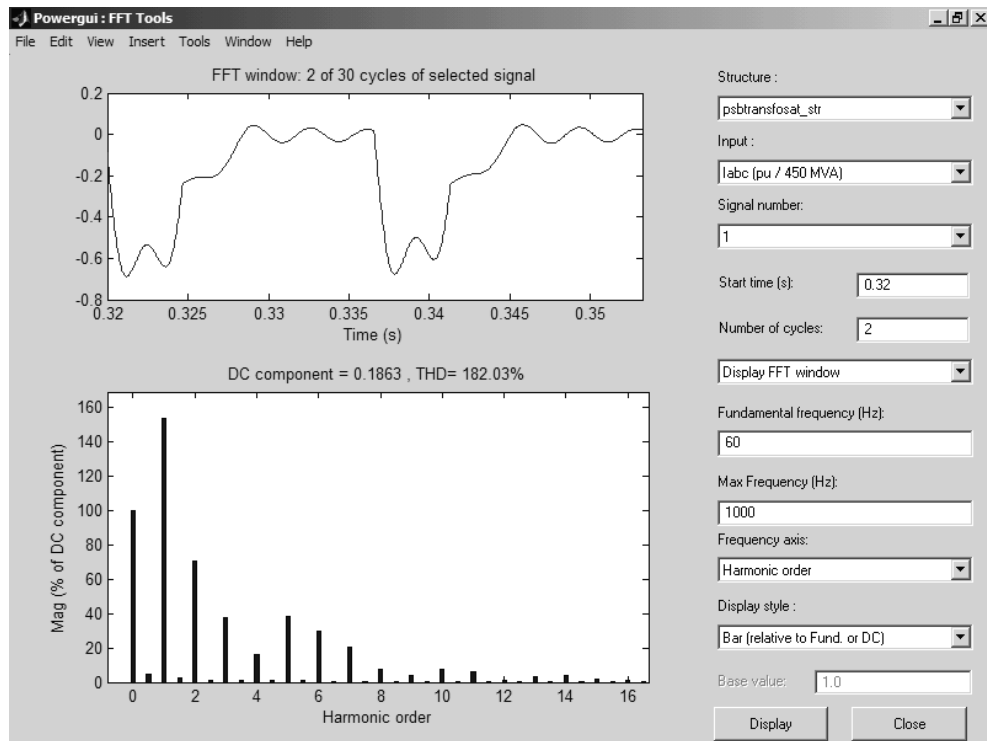 Powergui : FFT Tools
File Edit View Insert Tools Window Help
FFT window: 2 of 30 cycles of selected signal
0.2
0
-0.2
-0.4
-0.6
-0.8
0.32 0.325 0.33 0.335 0.34 0.345 0.35
Time (s)
DC component = 0.1863 , THD= 182.03%
Mag (% of DC component)
160
140
120
100
80
60
40
20
0
0 2 4 6 8 10 12 14 16
Harmonic order
Structure :
psbtransfosat_str
Input :
Iabc (pu / 450 MVA)
Signal number:
1
Start time (s): 0.32
Number of cycles: 2
Display FFT window
Fundamental frequency (Hz):
60
Max Frequency (Hz):
1000
Frequency axis:
Harmonic order
Display style :
Bar (relative to Fund. or DC)
Base value: 1.0
Display Close